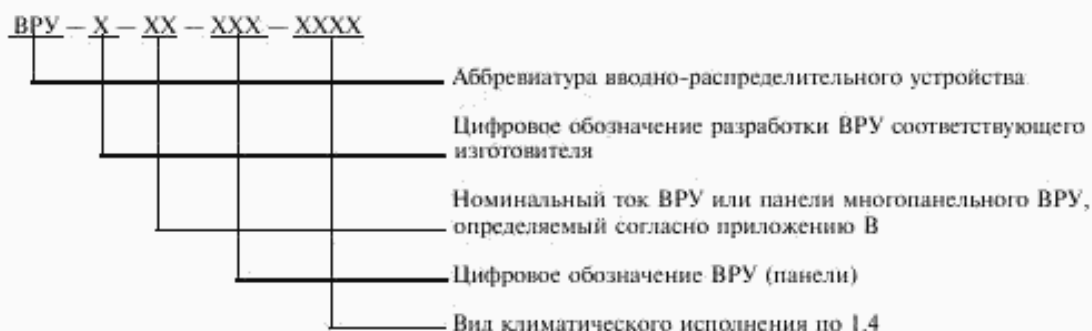 ВРУ – Х – ХХ – ХХХ – ХХХХ
Аббревиатура вводно-распределительного устройства
Цифровое обозначение разработки ВРУ соответствующего
изготовителя
Номинальный ток ВРУ или панели многопанельного ВРУ,
определяемый согласно приложению В
Цифровое обозначение ВРУ (панели)
Вид климатического исполнения по 1.4